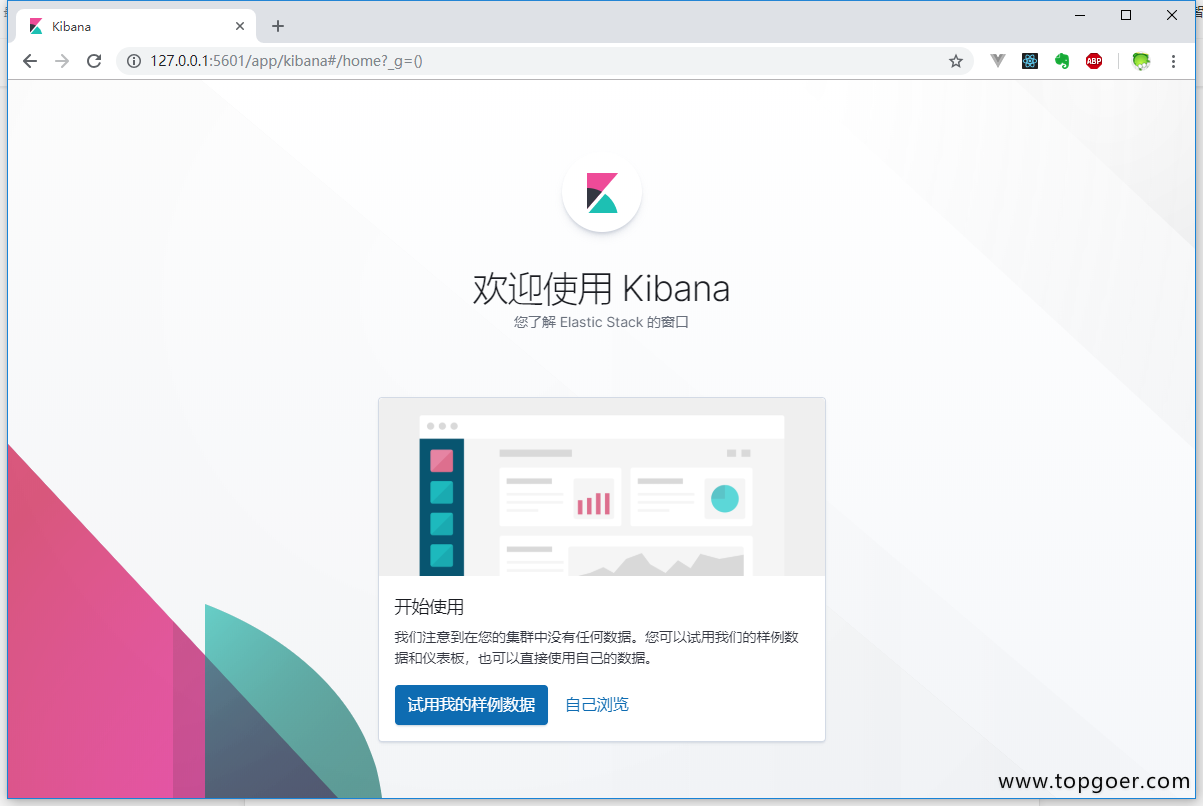 Kibana
127.0.0.1:5601/app/kibana#/home?_g=()
ABP
欢迎使用 Kibana
您了解 Elastic Stack 的窗口
开始使用
我们注意到在您的集群中没有任何数据。您可以试用我们的样例数
据和仪表板，也可以直接使用自己的数据。
试用我的样例数据 自己浏览
www.topgoer.com